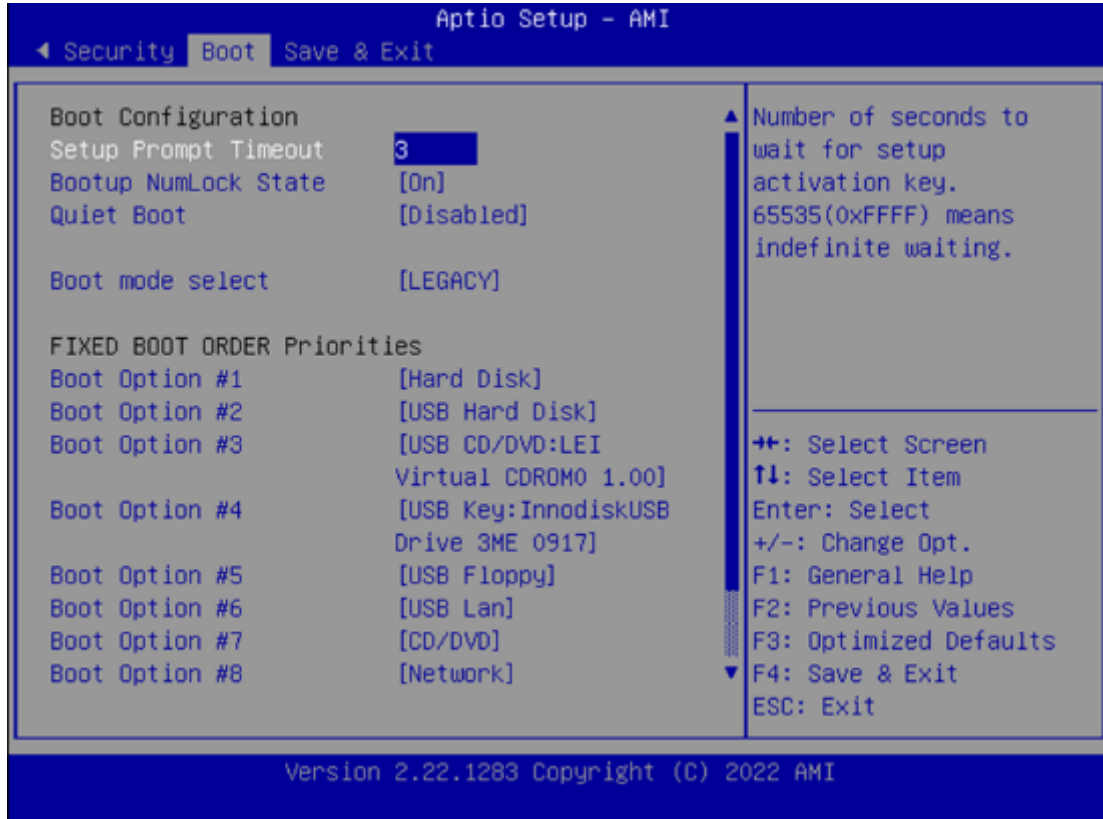 Aptio Setup – AMI
◀ Security Boot Save & Exit
Boot Configuration
Setup Prompt Timeout 3
Bootup NumLock State [On]
Quiet Boot [Disabled]
Boot mode select [LEGACY]
FIXED BOOT ORDER Priorities
Boot Option #1 [Hard Disk]
Boot Option #2 [USB Hard Disk]
Boot Option #3 [USB CD/DVD:LEI
Virtual CDROM0 1.00]
Boot Option #4 [USB Key:InnodiskUSB
Drive 3ME 0917]
Boot Option #5 [USB Floppy]
Boot Option #6 [USB Lan]
Boot Option #7 [CD/DVD]
Boot Option #8 [Network]
Number of seconds to
wait for setup
activation key.
65535(0xFFFF) means
indefinite waiting.
→←: Select Screen
↑↓: Select Item
Enter: Select
+/-: Change Opt.
F1: General Help
F2: Previous Values
F3: Optimized Defaults
F4: Save & Exit
ESC: Exit
Version 2.22.1283 Copyright (C) 2022 AMI